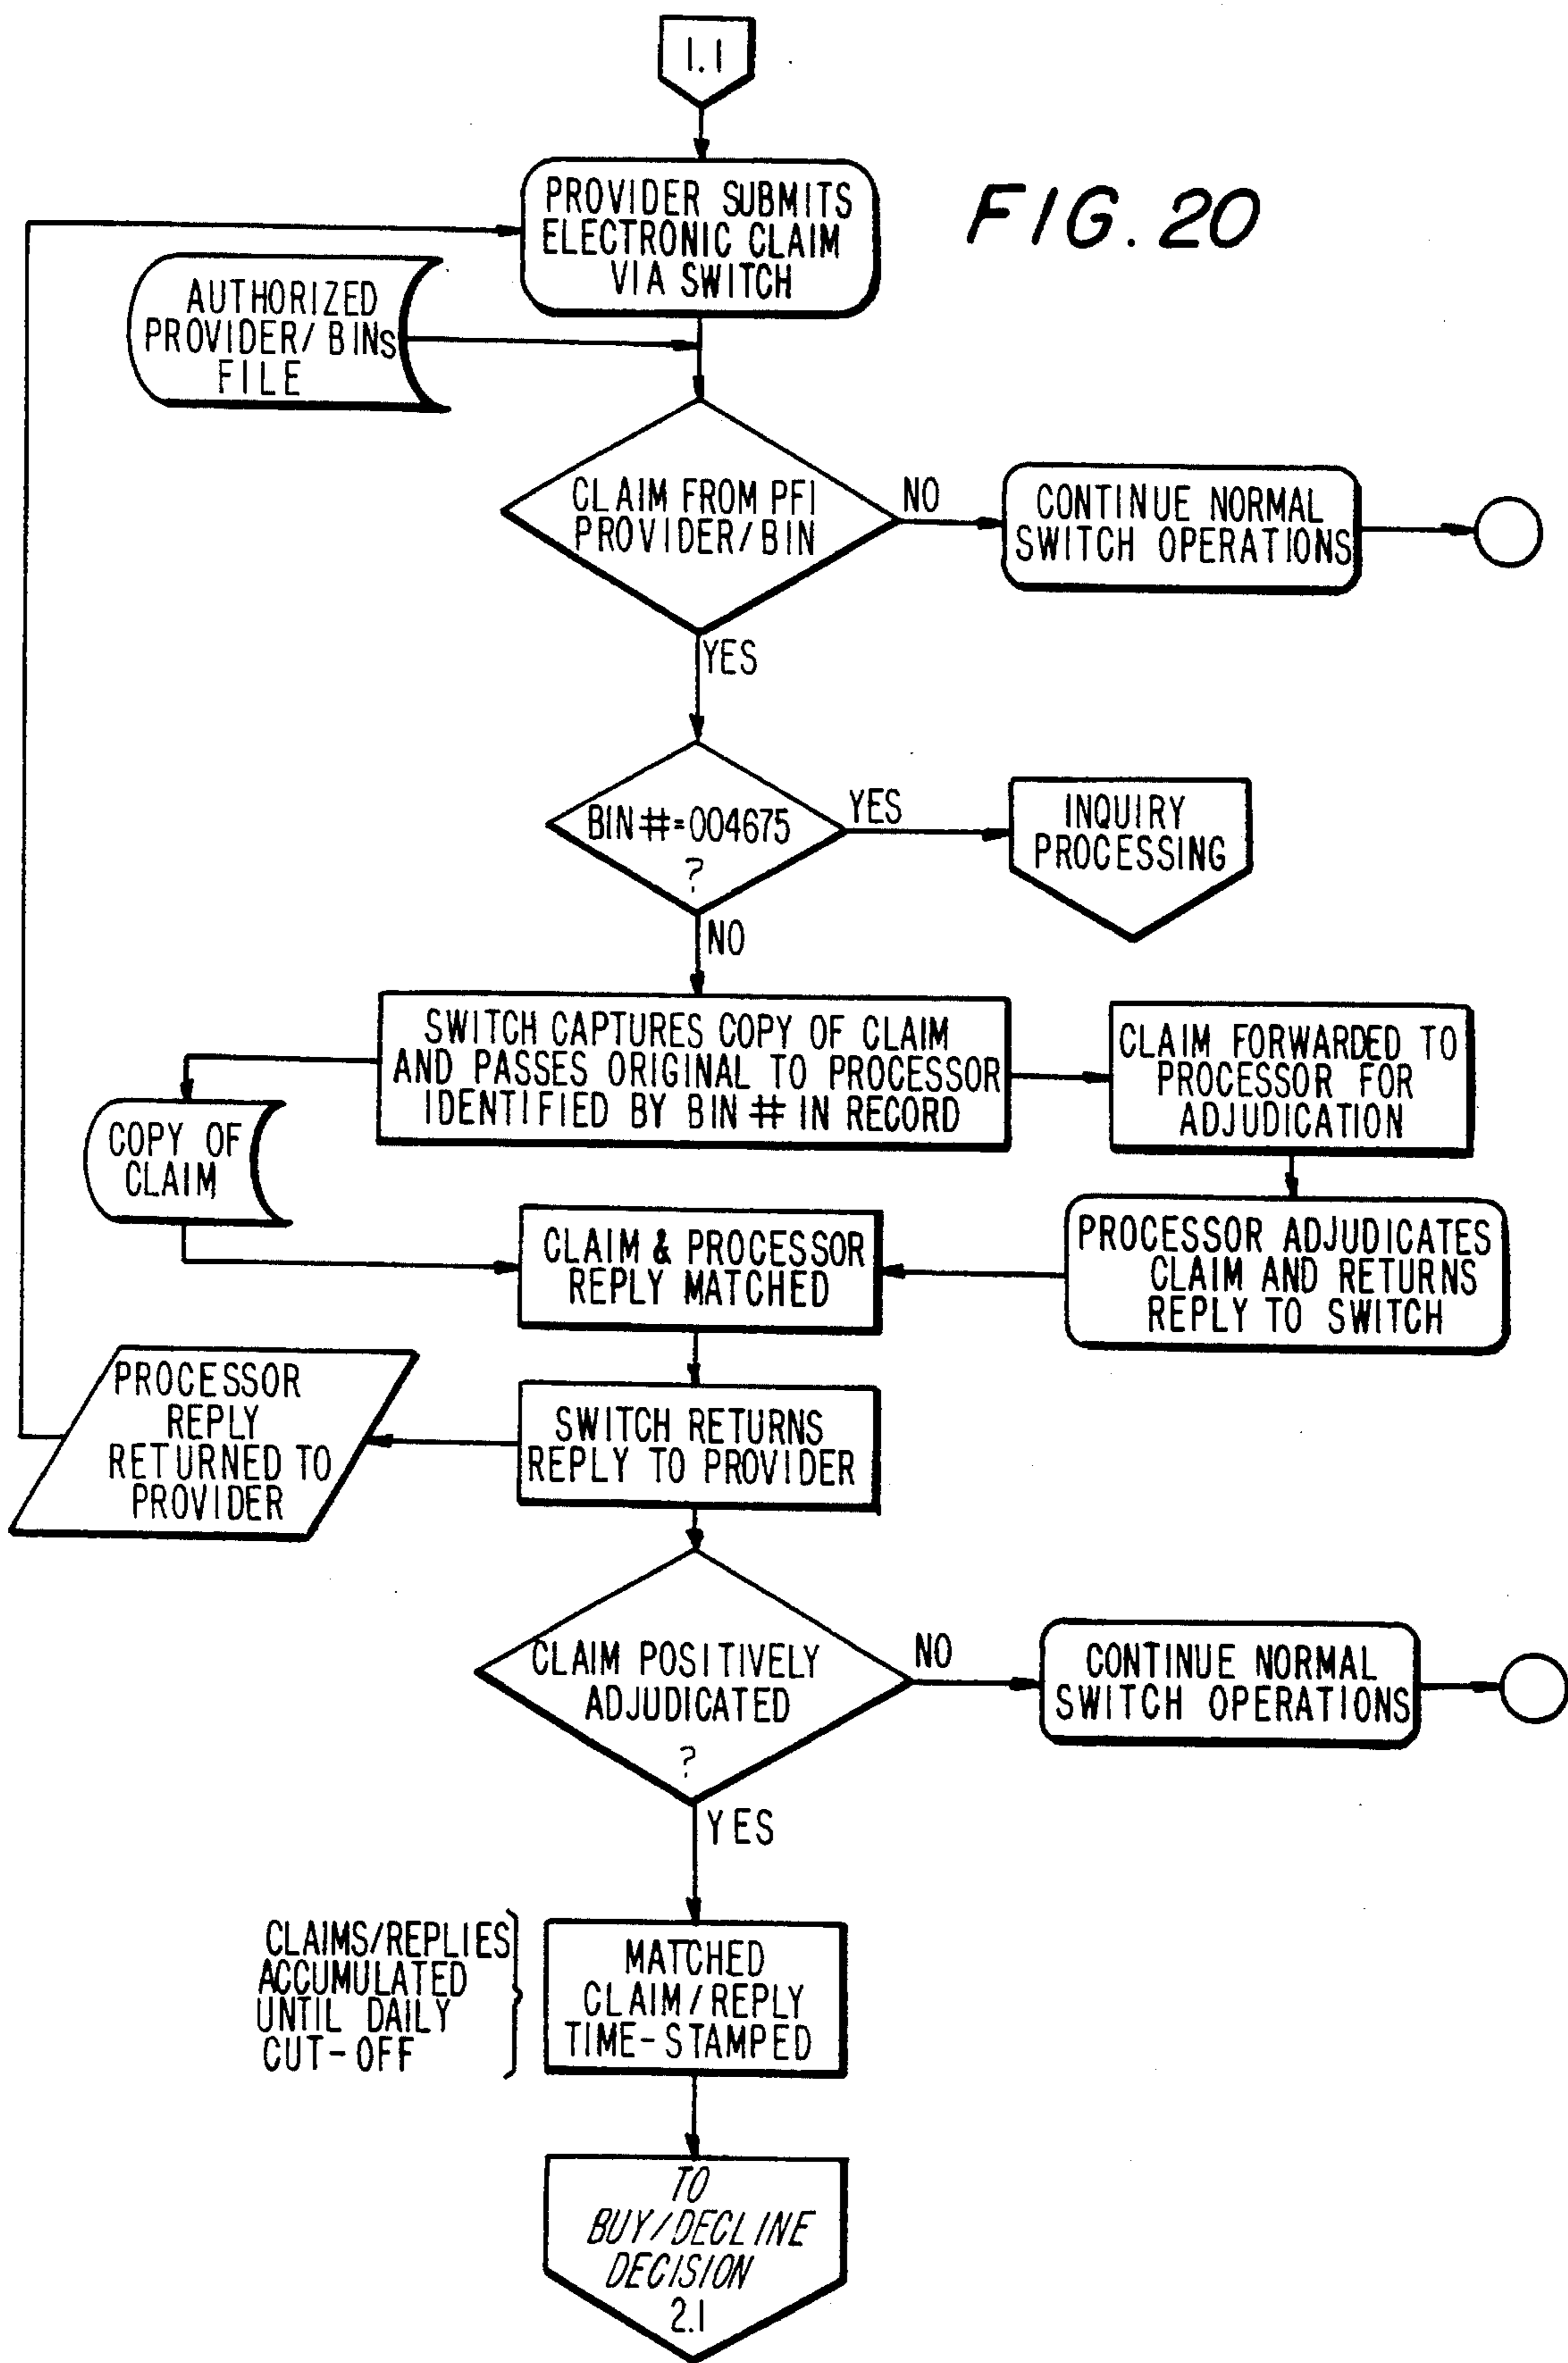 1.1
PROVIDER SUBMITS
ELECTRONIC CLAIM
VIA SWITCH
FIG. 20
AUTHORIZED
PROVIDER/BINs
FILE
CLAIM FROM PFI
PROVIDER/BIN
NO
CONTINUE NORMAL
SWITCH OPERATIONS
YES
BIN #=004675
?
YES
INQUIRY
PROCESSING
NO
SWITCH CAPTURES COPY OF CLAIM
AND PASSES ORIGINAL TO PROCESSOR
IDENTIFIED BY BIN # IN RECORD
CLAIM FORWARDED TO
PROCESSOR FOR
ADJUDICATION
COPY OF
CLAIM
CLAIM & PROCESSOR
REPLY MATCHED
PROCESSOR ADJUDICATES
CLAIM AND RETURNS
REPLY TO SWITCH
PROCESSOR
REPLY
RETURNED TO
PROVIDER
SWITCH RETURNS
REPLY TO PROVIDER
CLAIM POSITIVELY
ADJUDICATED
?
NO
CONTINUE NORMAL
SWITCH OPERATIONS
YES
CLAIMS/REPLIES
ACCUMULATED
UNTIL DAILY
CUT-OFF
MATCHED
CLAIM/REPLY
TIME-STAMPED
TO
BUY/DECLINE
DECISION
2.1